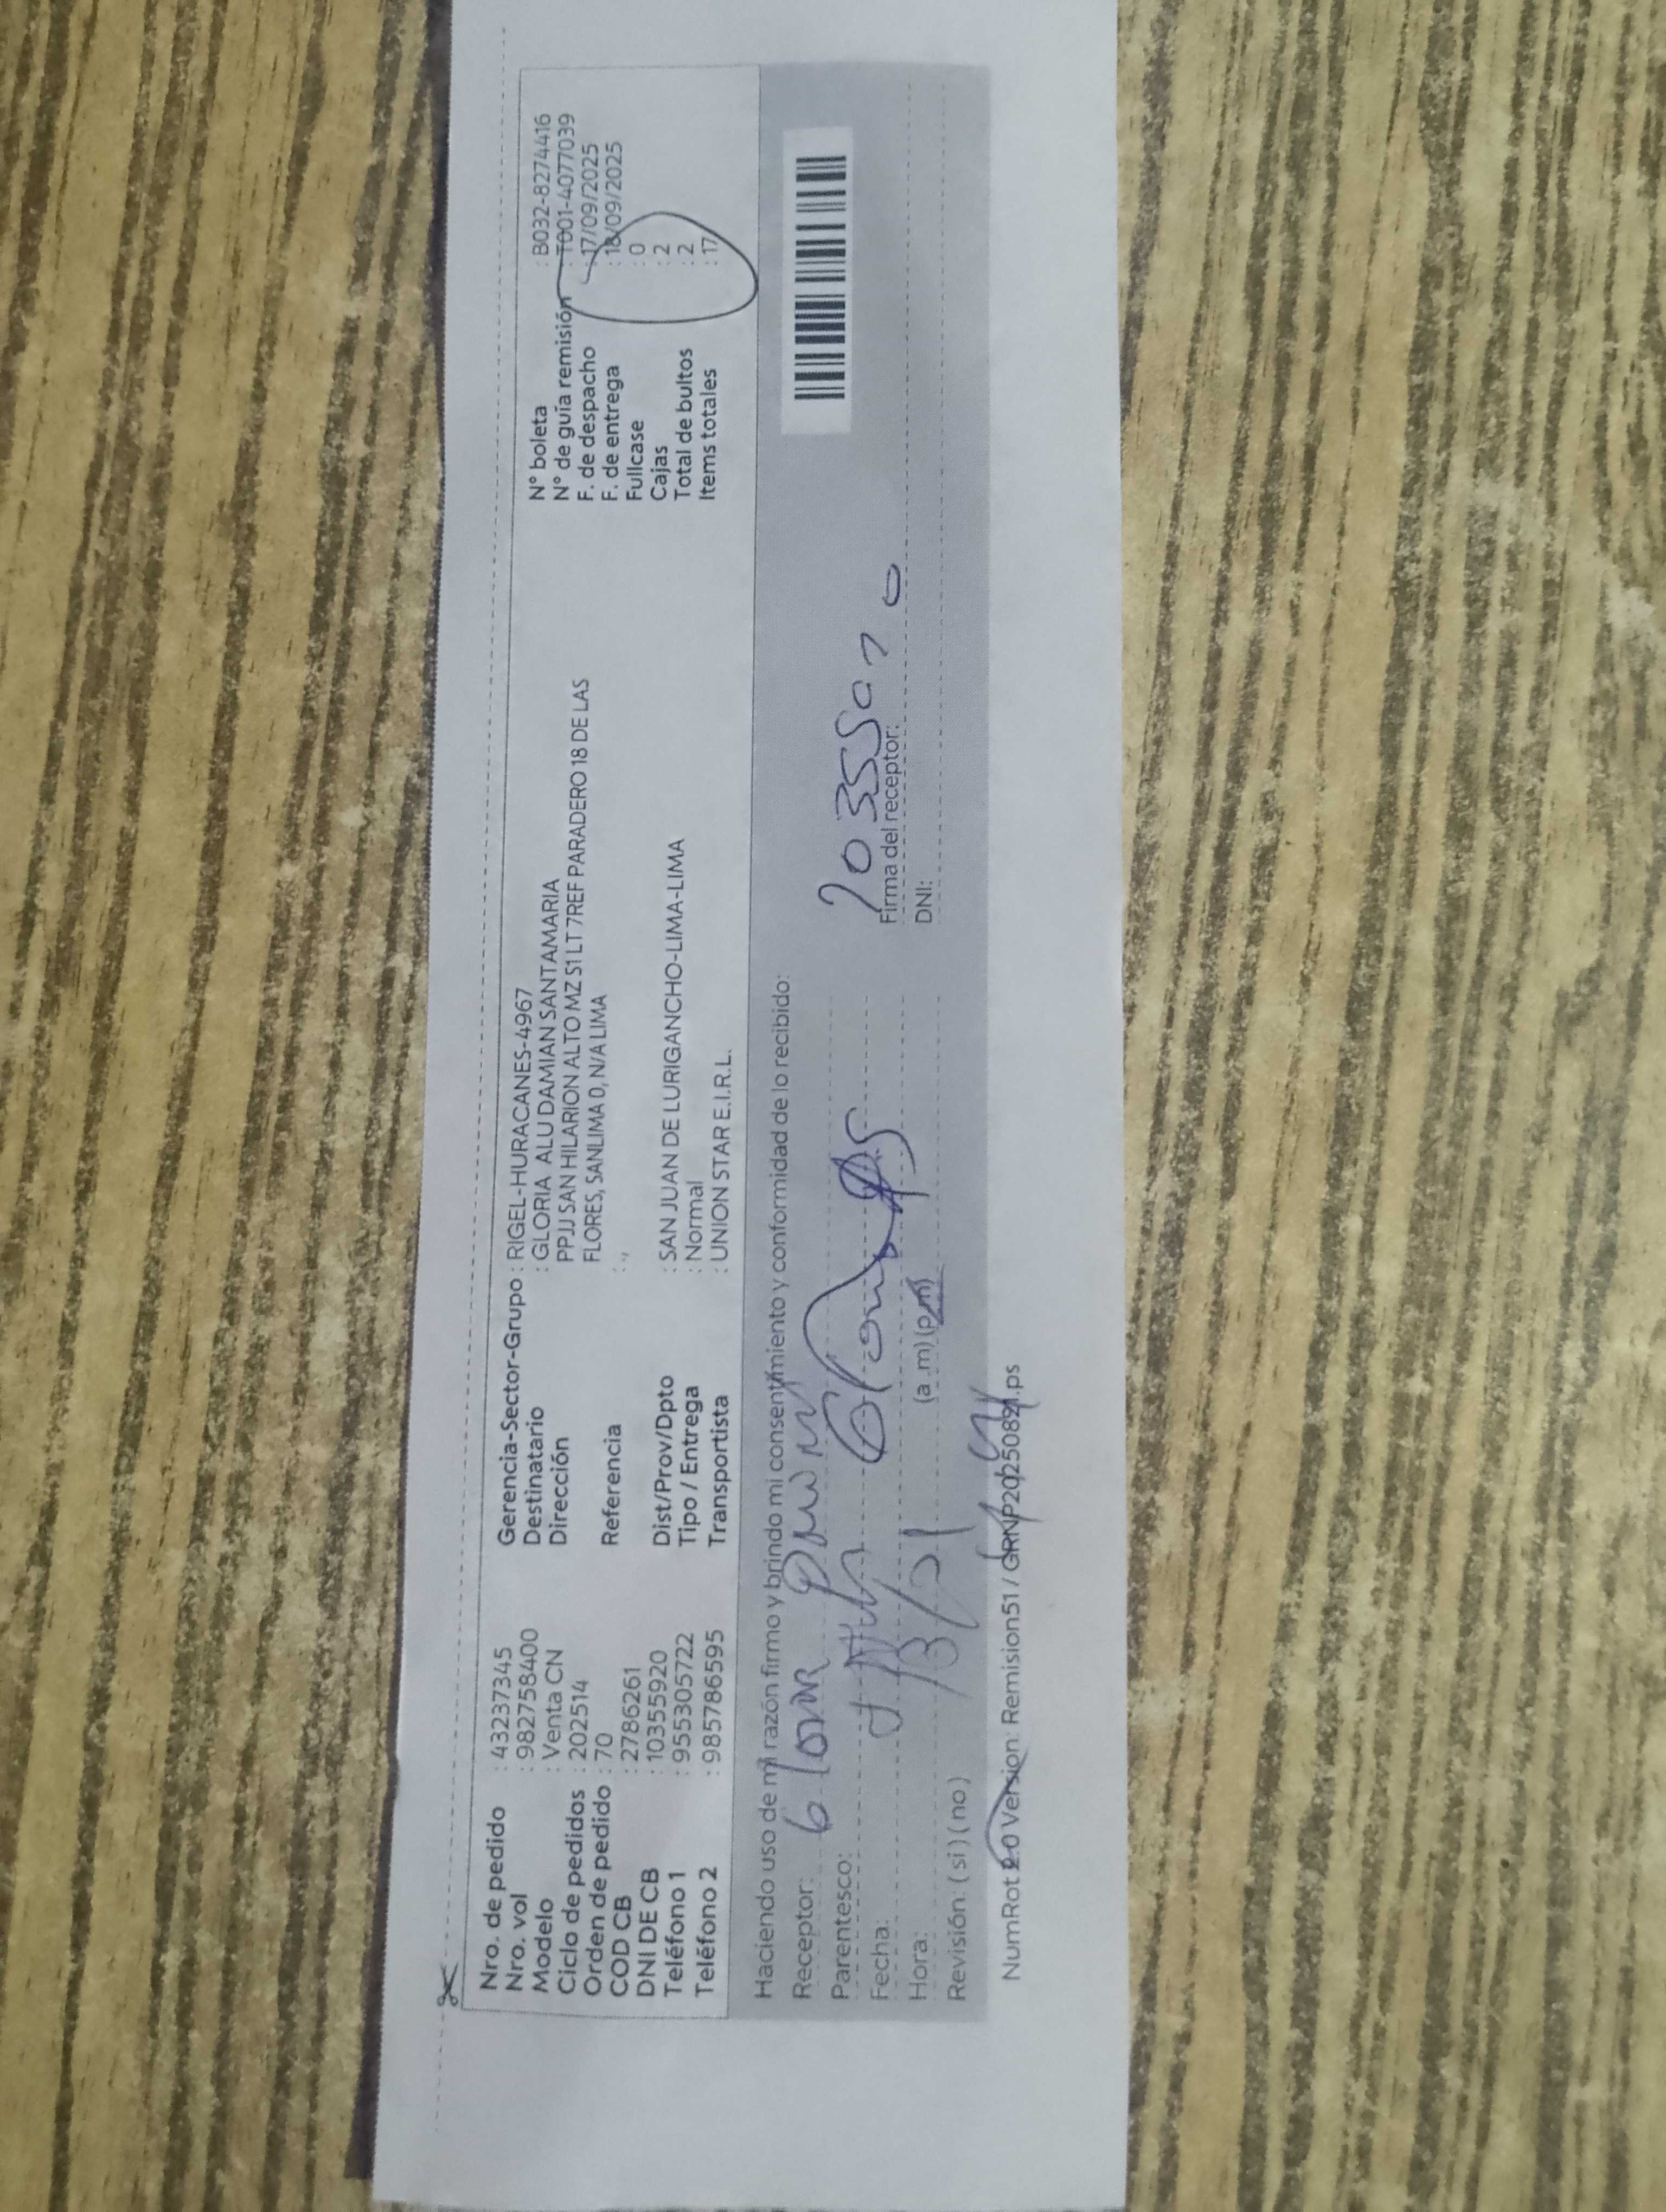 Nro. de pedido : 43237345
Nro. vol : 982758400
Modelo : Venta CN
Ciclo de pedidos : 202514
Orden de pedido : 70
COD CB : 2786261
DNI DE CB : 10355920
Teléfono 1 : 955305722
Teléfono 2 : 985786595
Gerencia-Sector-Grupo : RIGEL-HURACANES-4967
Destinatario : GLORIA ALU DAMIAN SANTAMARIA
Dirección PPJJ SAN HILARION ALTO MZ S1 LT 7REF PARADERO 18 DE LAS
FLORES, SANLIMA 0, N/A LIMA
Referencia : ,,
Dist/Prov/Dpto : SAN JUAN DE LURIGANCHO-LIMA-LIMA
Tipo / Entrega : Normal
Transportista : UNION STAR E.I.R.L.
N° boleta : B032-8274416
N° de guía remisión : T001-4077039
F. de despacho : 17/09/2025
F. de entrega : 18/09/2025
Fullcase : 0
Cajas : 2
Total de bultos : 2
Items totales : 17
Haciendo uso de mi razón firmo y brindo mi consentimiento y conformidad de lo recibido:
Receptor:
Parentesco:
Fecha:
Hora: (a.m) (p.m)
Revisión: ( si ) ( no )
Firma del receptor:
DNI:
NumRot 2.0 Version: Remision51 / GRNP20250821.ps